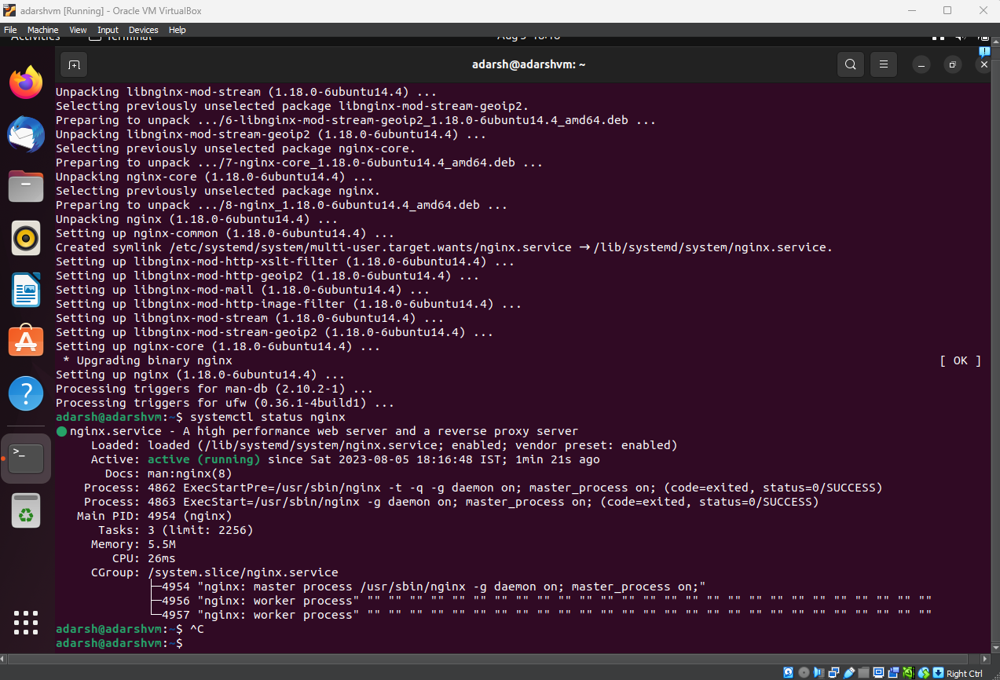 adarshvm [Running] - Oracle VM VirtualBox
File Machine View Input Devices Help
Activities Terminal
adarsh@adarshvm: ~
Unpacking libnginx-mod-stream (1.18.0-6ubuntu14.4) ...
Selecting previously unselected package libnginx-mod-stream-geoip2.
Preparing to unpack .../6-libnginx-mod-stream-geoip2_1.18.0-6ubuntu14.4_amd64.deb ...
Unpacking libnginx-mod-stream-geoip2 (1.18.0-6ubuntu14.4) ...
Selecting previously unselected package nginx-core.
Preparing to unpack .../7-nginx-core_1.18.0-6ubuntu14.4_amd64.deb ...
Unpacking nginx-core (1.18.0-6ubuntu14.4) ...
Selecting previously unselected package nginx.
Preparing to unpack .../8-nginx_1.18.0-6ubuntu14.4_amd64.deb ...
Unpacking nginx (1.18.0-6ubuntu14.4) ...
Setting up nginx-common (1.18.0-6ubuntu14.4) ...
Created symlink /etc/systemd/system/multi-user.target.wants/nginx.service → /lib/systemd/system/nginx.service.
Setting up libnginx-mod-http-xslt-filter (1.18.0-6ubuntu14.4) ...
Setting up libnginx-mod-http-geoip2 (1.18.0-6ubuntu14.4) ...
Setting up libnginx-mod-mail (1.18.0-6ubuntu14.4) ...
Setting up libnginx-mod-http-image-filter (1.18.0-6ubuntu14.4) ...
Setting up libnginx-mod-stream (1.18.0-6ubuntu14.4) ...
Setting up libnginx-mod-stream-geoip2 (1.18.0-6ubuntu14.4) ...
Setting up nginx-core (1.18.0-6ubuntu14.4) ...
* Upgrading binary nginx [ OK ]
Setting up nginx (1.18.0-6ubuntu14.4) ...
Processing triggers for man-db (2.10.2-1) ...
Processing triggers for ufw (0.36.1-4build1) ...
adarsh@adarshvm:~$ systemctl status nginx
● nginx.service - A high performance web server and a reverse proxy server
Loaded: loaded (/lib/systemd/system/nginx.service; enabled; vendor preset: enabled)
Active: active (running) since Sat 2023-08-05 18:16:48 IST; 1min 21s ago
Docs: man:nginx(8)
Process: 4862 ExecStartPre=/usr/sbin/nginx -t -q -g daemon on; master_process on; (code=exited, status=0/SUCCESS)
Process: 4863 ExecStart=/usr/sbin/nginx -g daemon on; master_process on; (code=exited, status=0/SUCCESS)
Main PID: 4954 (nginx)
Tasks: 3 (limit: 2256)
Memory: 5.5M
CPU: 26ms
CGroup: /system.slice/nginx.service
├─4954 "nginx: master process /usr/sbin/nginx -g daemon on; master_process on;"
├─4956 "nginx: worker process" "" "" "" "" "" "" "" "" "" "" "" "" "" "" "" "" "" "" "" "" "" "" "" "" "" "" ""
└─4957 "nginx: worker process" "" "" "" "" "" "" "" "" "" "" "" "" "" "" "" "" "" "" "" "" "" "" "" "" "" "" ""
adarsh@adarshvm:~$ ^C
adarsh@adarshvm:~$
Right Ctrl